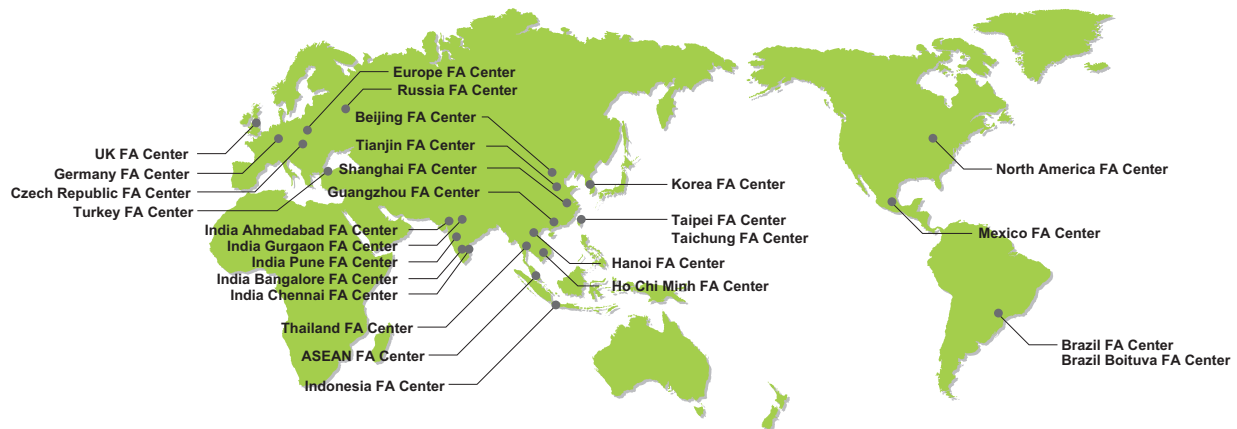 Europe FA Center
Russia FA Center
Beijing FA Center
Tianjin FA Center
Shanghai FA Center
Guangzhou FA Center
UK FA Center
Germany FA Center
Czech Republic FA Center
Turkey FA Center
India Ahmedabad FA Center
India Gurgaon FA Center
India Pune FA Center
India Bangalore FA Center
India Chennai FA Center
Thailand FA Center
ASEAN FA Center
Indonesia FA Center
Korea FA Center
Taipei FA Center
Taichung FA Center
Hanoi FA Center
Ho Chi Minh FA Center
North America FA Center
Mexico FA Center
Brazil FA Center
Brazil Boituva FA Center